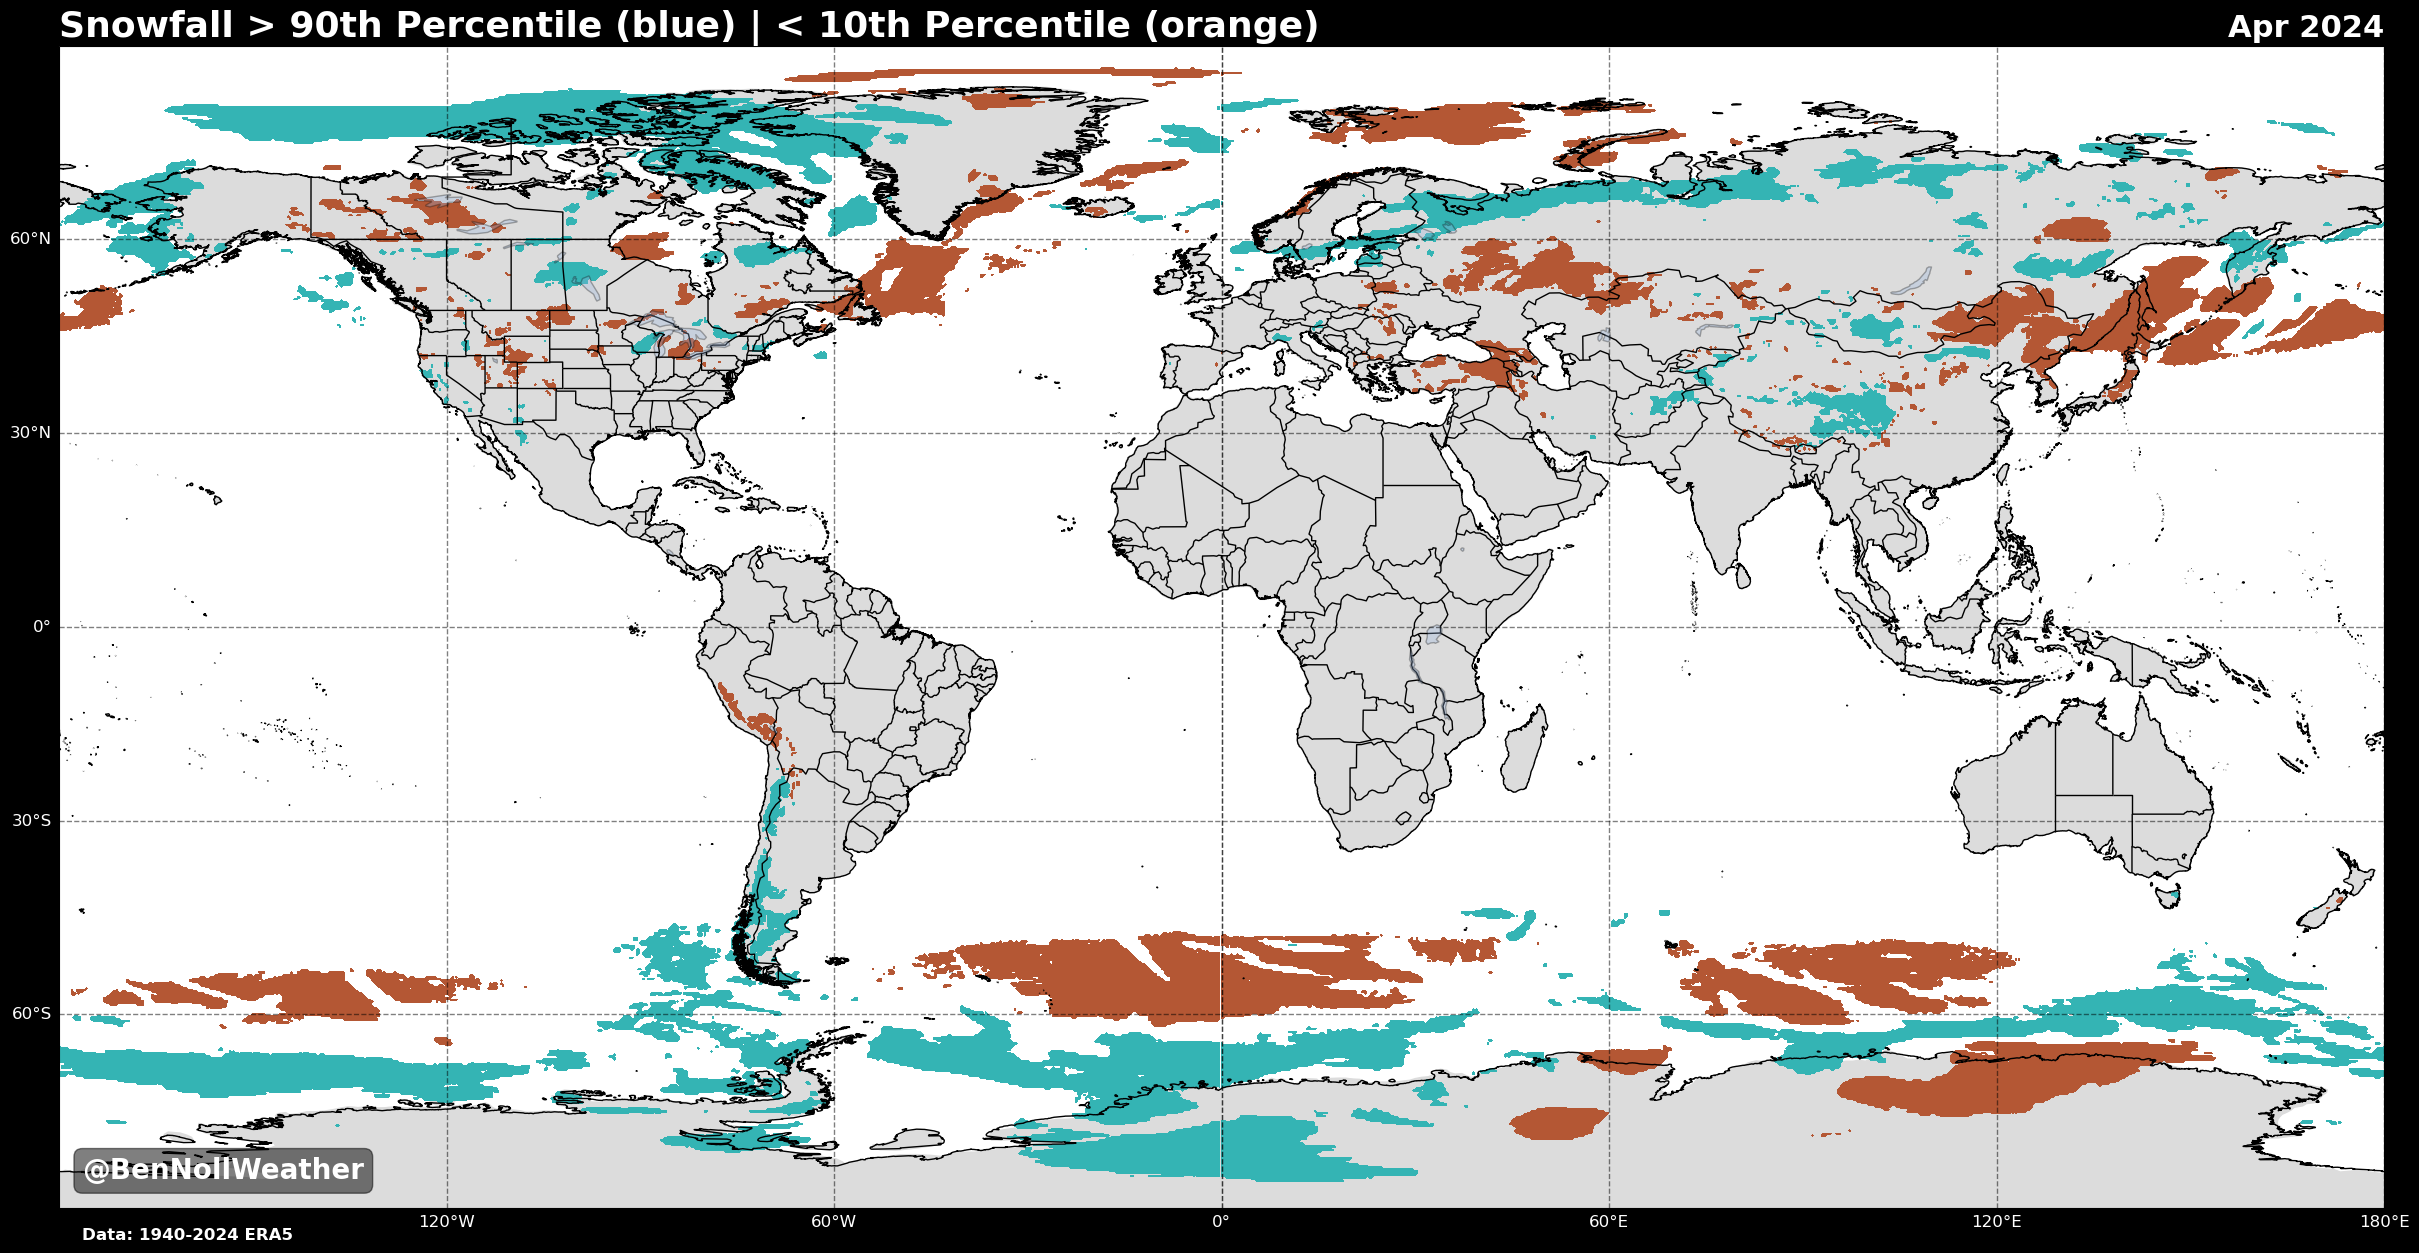 Snowfall > 90th Percentile (blue) | < 10th Percentile (orange)
Apr 2024
60°N
30°N
0°
30°S
60°S
@BenNollWeather
120°W
60°W
0°
60°E
120°E
180°E
Data: 1940-2024 ERA5